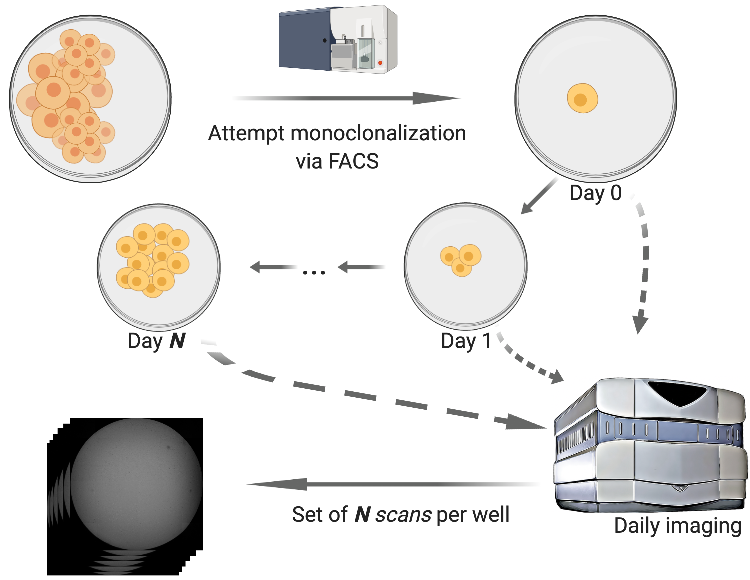 Attempt monoclonalization
via FACS
Day 0
Day N
...
Day 1
Set of N scans per well
Daily imaging